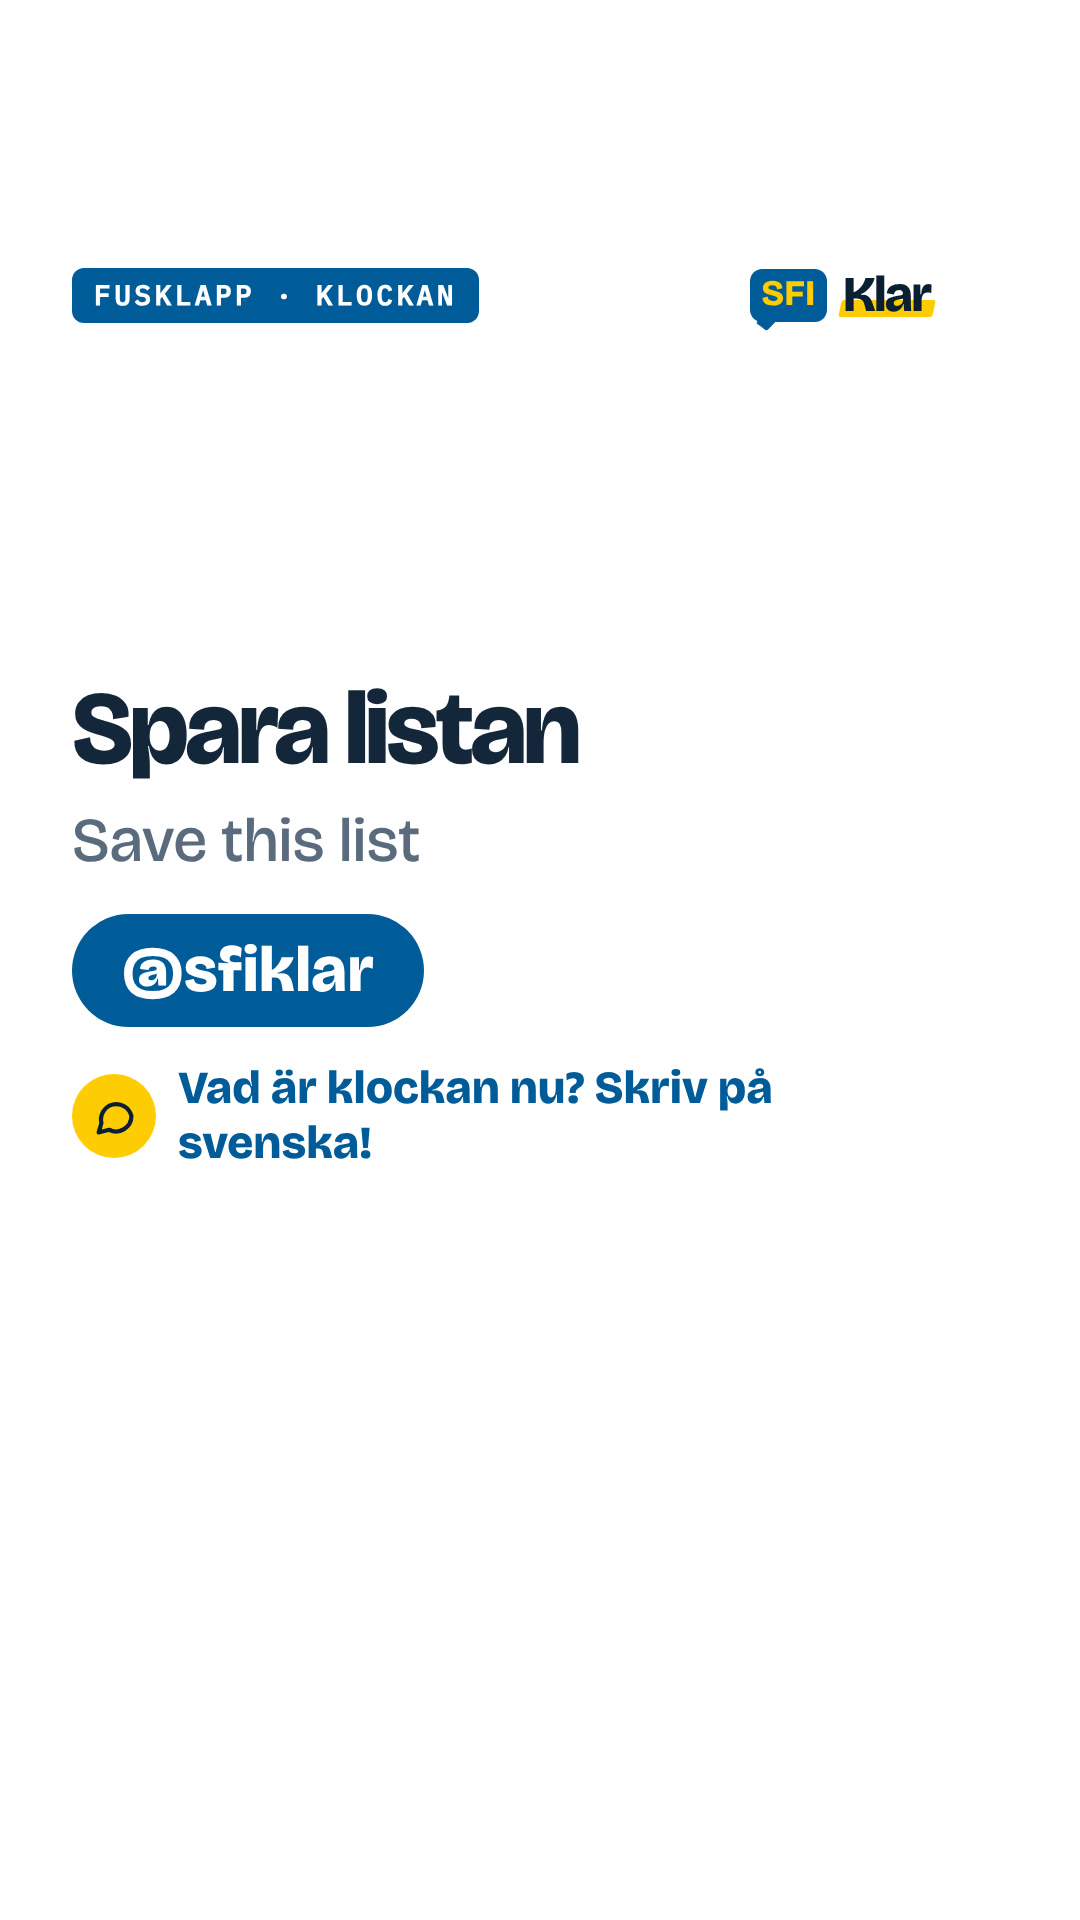 FUSKLAPP · KLOCKAN
SFI Klar
Spara listan
Save this list
@sfiklar
Vad är klockan nu? Skriv på
svenska!